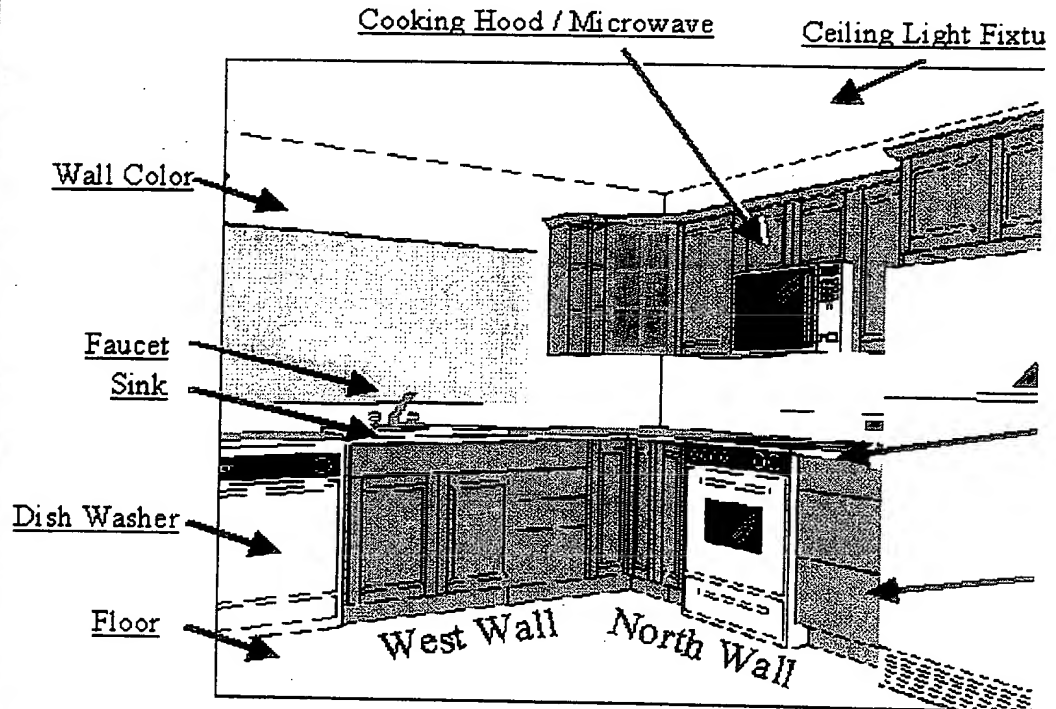 Cooking Hood / Microwave
Ceiling Light Fixtu
Wall Color
Faucet
Sink
Dish Washer
Floor
West Wall
North Wall